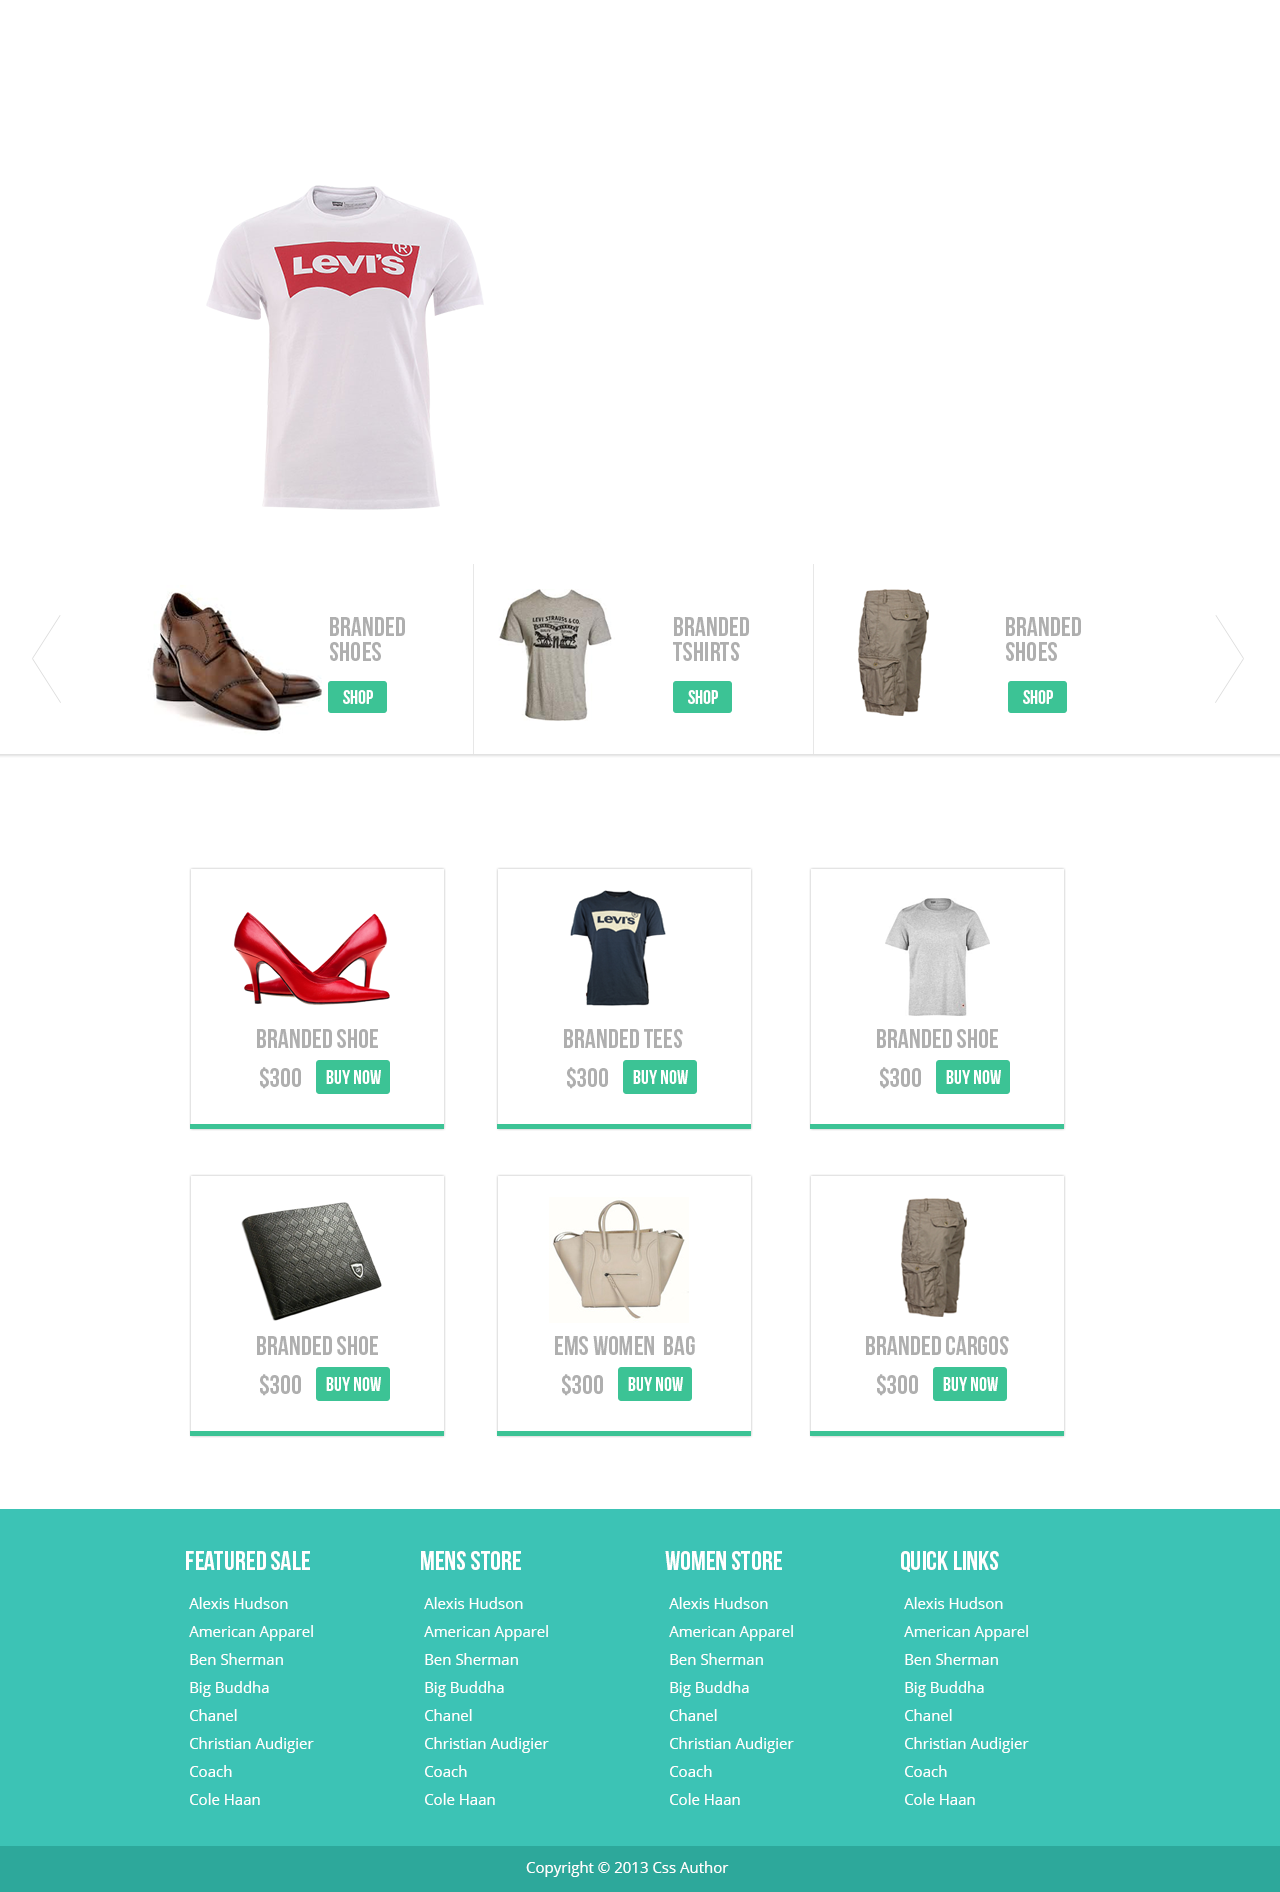 LEVI'S ®
BRANDED
SHOES
SHOP
LEVI STRAUSS & CO.
BRANDED
TSHIRTS
SHOP
BRANDED
SHOES
SHOP
BRANDED SHOE
$300 BUY NOW
LEVI'S
BRANDED TEES
$300 BUY NOW
BRANDED SHOE
$300 BUY NOW
BRANDED SHOE
$300 BUY NOW
EMS WOMEN BAG
$300 BUY NOW
BRANDED CARGOS
$300 BUY NOW
FEATURED SALE
Alexis Hudson
American Apparel
Ben Sherman
Big Buddha
Chanel
Christian Audigier
Coach
Cole Haan
MENS STORE
Alexis Hudson
American Apparel
Ben Sherman
Big Buddha
Chanel
Christian Audigier
Coach
Cole Haan
WOMEN STORE
Alexis Hudson
American Apparel
Ben Sherman
Big Buddha
Chanel
Christian Audigier
Coach
Cole Haan
QUICK LINKS
Alexis Hudson
American Apparel
Ben Sherman
Big Buddha
Chanel
Christian Audigier
Coach
Cole Haan
Copyright © 2013 Css Author